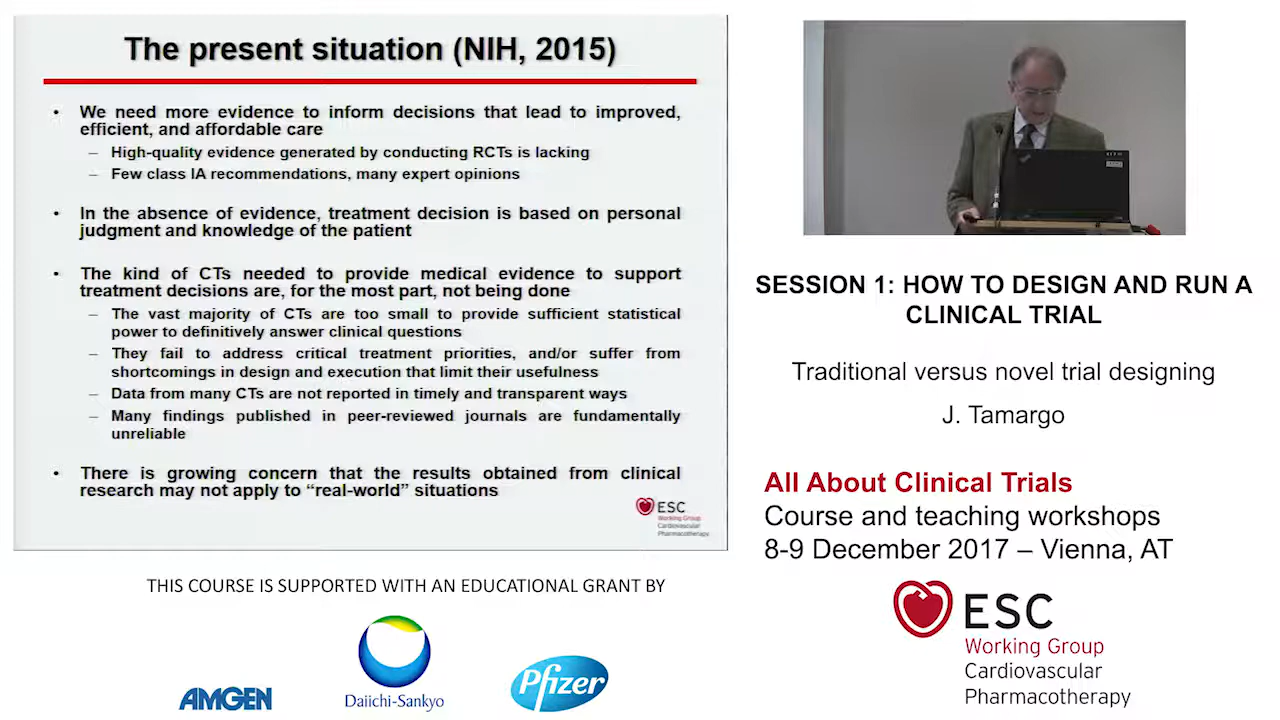 The present situation (NIH, 2015)
• We need more evidence to inform decisions that lead to improved,
efficient, and affordable care
– High-quality evidence generated by conducting RCTs is lacking
– Few class IA recommendations, many expert opinions
• In the absence of evidence, treatment decision is based on personal
judgment and knowledge of the patient
• The kind of CTs needed to provide medical evidence to support
treatment decisions are, for the most part, not being done
– The vast majority of CTs are too small to provide sufficient statistical
power to definitively answer clinical questions
– They fail to address critical treatment priorities, and/or suffer from
shortcomings in design and execution that limit their usefulness
– Data from many CTs are not reported in timely and transparent ways
– Many findings published in peer-reviewed journals are fundamentally
unreliable
• There is growing concern that the results obtained from clinical
research may not apply to “real-world” situations
ESC
Working Group
Cardiovascular
Pharmacotherapy
THIS COURSE IS SUPPORTED WITH AN EDUCATIONAL GRANT BY
AMGEN
Daiichi-Sankyo
Pfizer
SESSION 1: HOW TO DESIGN AND RUN A
CLINICAL TRIAL
Traditional versus novel trial designing
J. Tamargo
All About Clinical Trials
Course and teaching workshops
8-9 December 2017 – Vienna, AT
ESC
Working Group
Cardiovascular
Pharmacotherapy